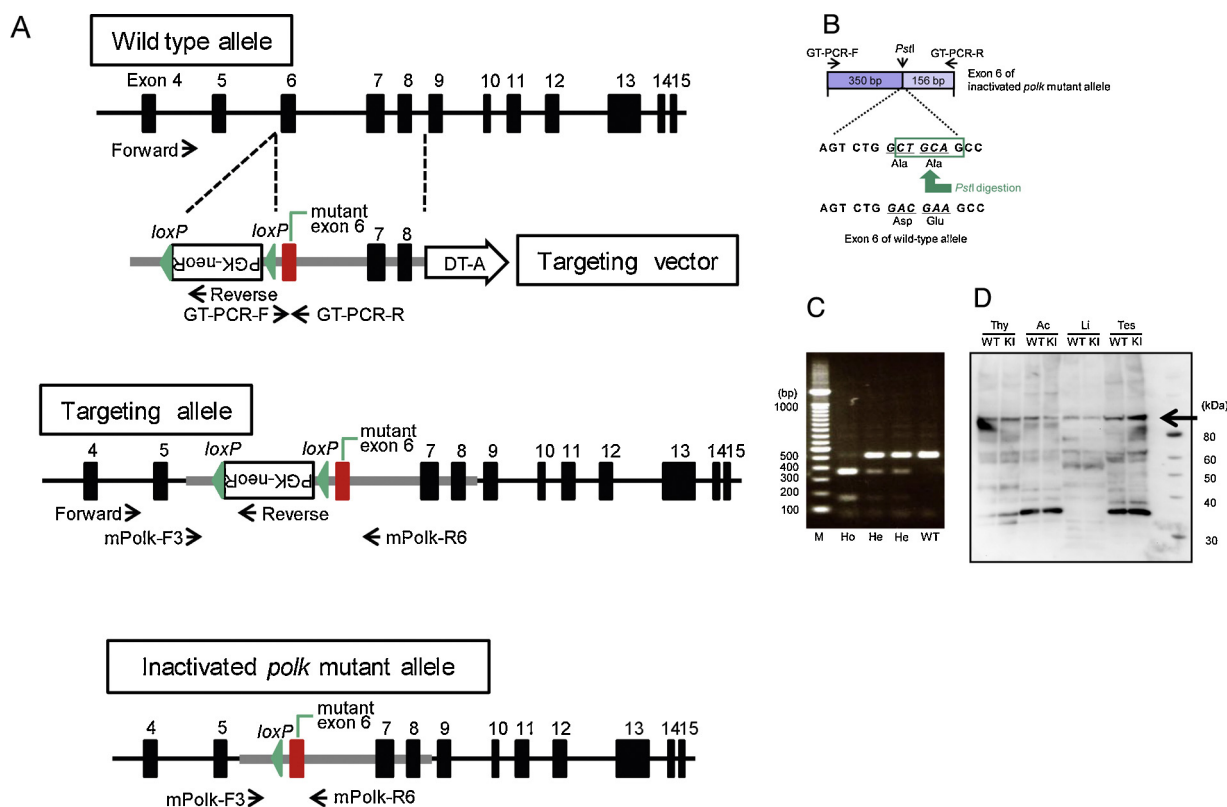 A
Wild type allele
Exon 4 5 6 7 8 9 10 11 12 13 14 15
Forward
loxP loxP mutant
exon 6
7 8
PGK-neoR
DT-A
Targeting vector
Reverse
GT-PCR-F GT-PCR-R
Targeting allele
4 5 loxP loxP mutant
exon 6
7 8 9 10 11 12 13 14 15
PGK-neoR
Forward Reverse
mPolk-F3 mPolk-R6
Inactivated polk mutant allele
4 5 loxP mutant
exon 6
7 8 9 10 11 12 13 14 15
mPolk-F3 mPolk-R6
B
GT-PCR-F PstI GT-PCR-R
350 bp 156 bp
Exon 6 of
inactivated polk mutant allele
AGT CTG GCT GCA GCC
Ala Ala
PstI digestion
AGT CTG GAC GAA GCC
Asp Glu
Exon 6 of wild-type allele
C
(bp)
1000
500
400
300
200
100
M Ho He He WT
D
Thy Ac Li Tes
WT KI WT KI WT KI WT KI
(kDa)
80
60
50
40
30